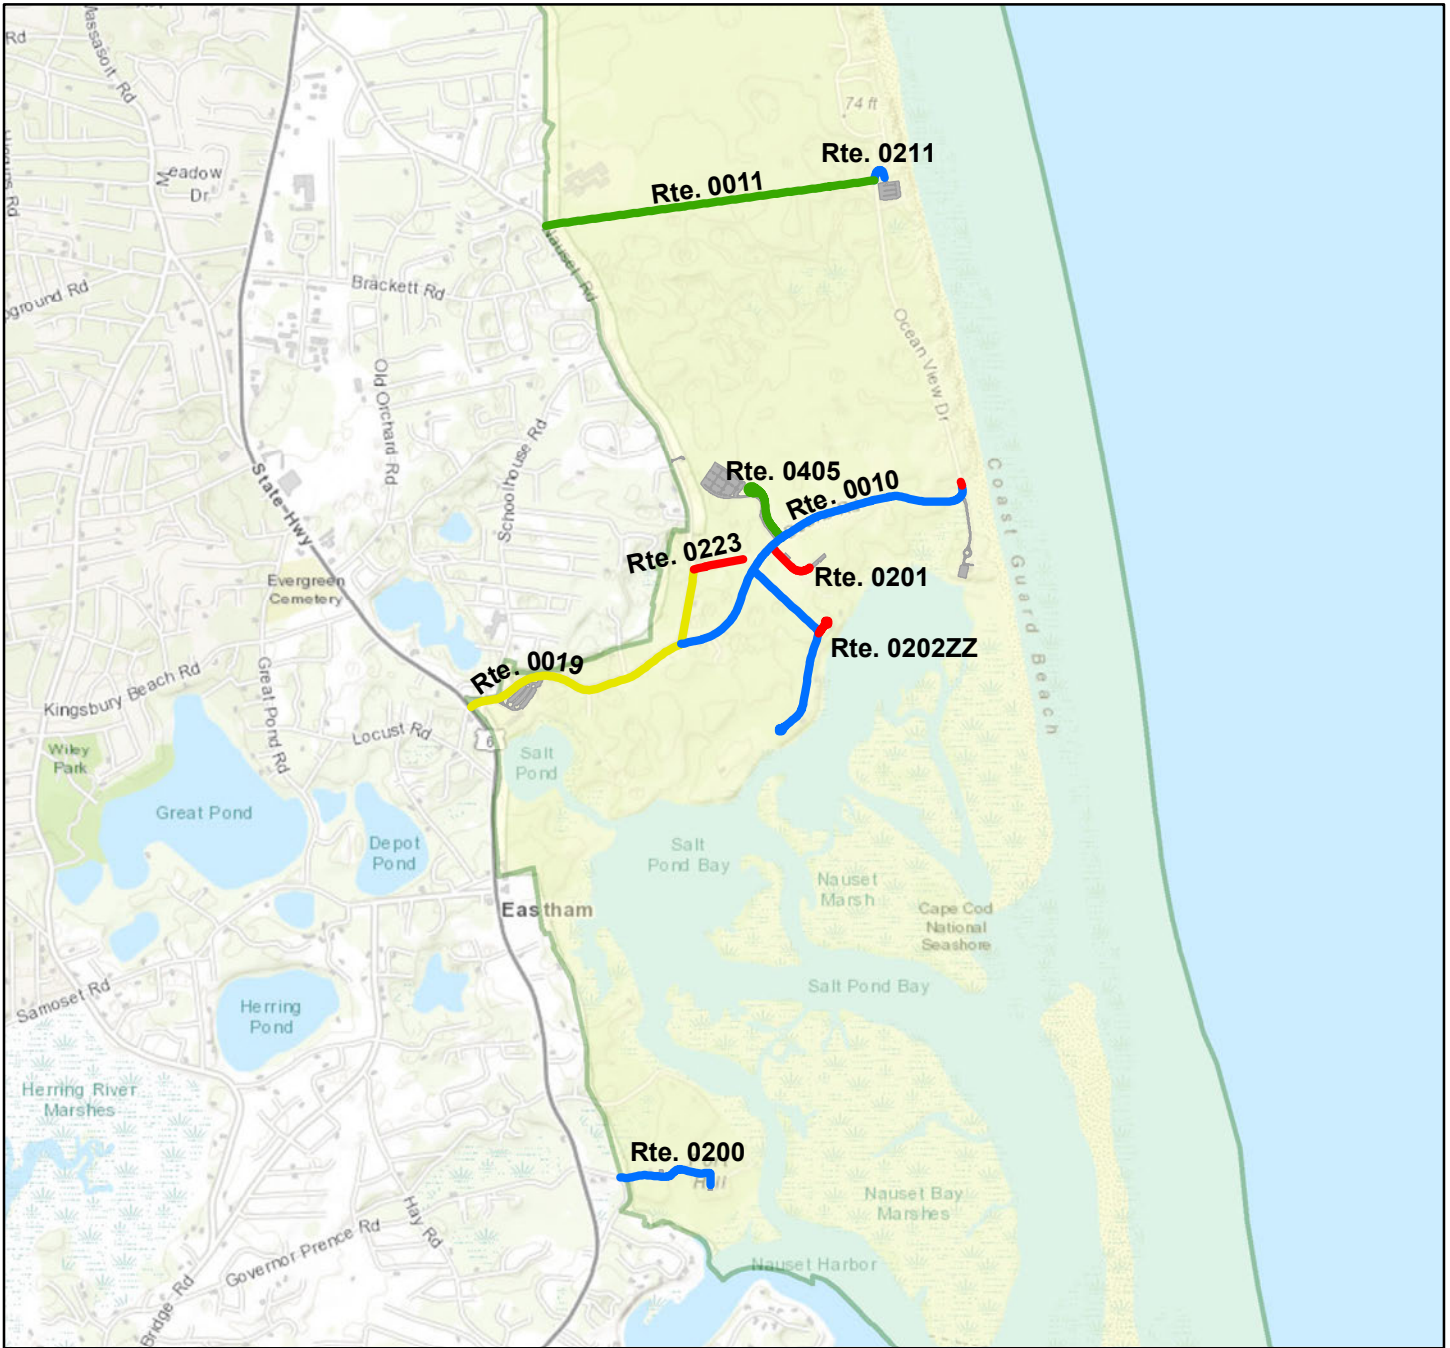 Rd
Massasoit Rd
74 ft
Rte. 0211
Meadow
Dr
Rte. 0011
Nauset Rd
Brackett Rd
Ocean View Dr
Old Orchard Rd
Schoolhouse Rd
State Hwy
Rte. 0405
Rte. 0010
Coast Guard Beach
Rte. 0223
Rte. 0201
Evergreen
Cemetery
Rte. 0202ZZ
Rte. 0019
Kingsbury Beach Rd
Great Pond Rd
Locust Rd
6
Wiley
Park
Salt
Pond
Great Pond
Depot
Pond
Salt
Pond Bay
Nauset
Marsh
Eastham
Cape Cod
National
Seashore
Samoset Rd
Herring
Pond
Salt Pond Bay
Herring River
Marshes
Rte. 0200
Hill
Nauset Bay
Marshes
Hay Rd
Governor Prence Rd
Nauset Harbor
Bridge Rd